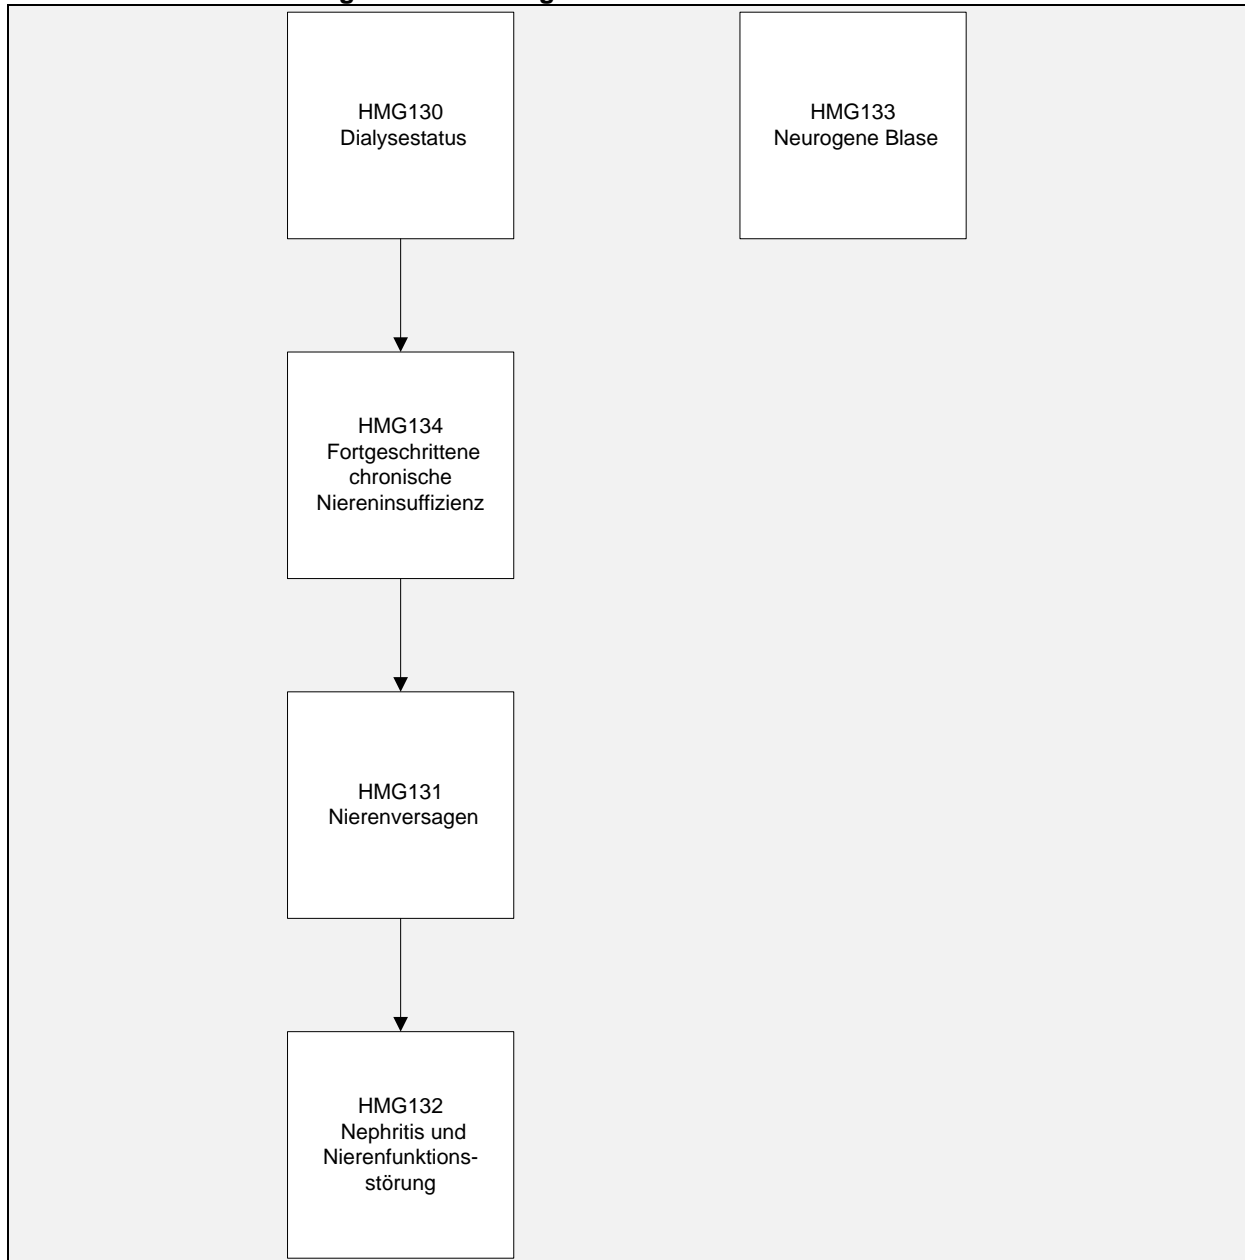 HMG130
Dialysestatus
HMG133
Neurogene Blase
HMG134
Fortgeschrittene
chronische
Niereninsuffizienz
HMG131
Nierenversagen
HMG132
Nephritis und
Nierenfunktions-
störung